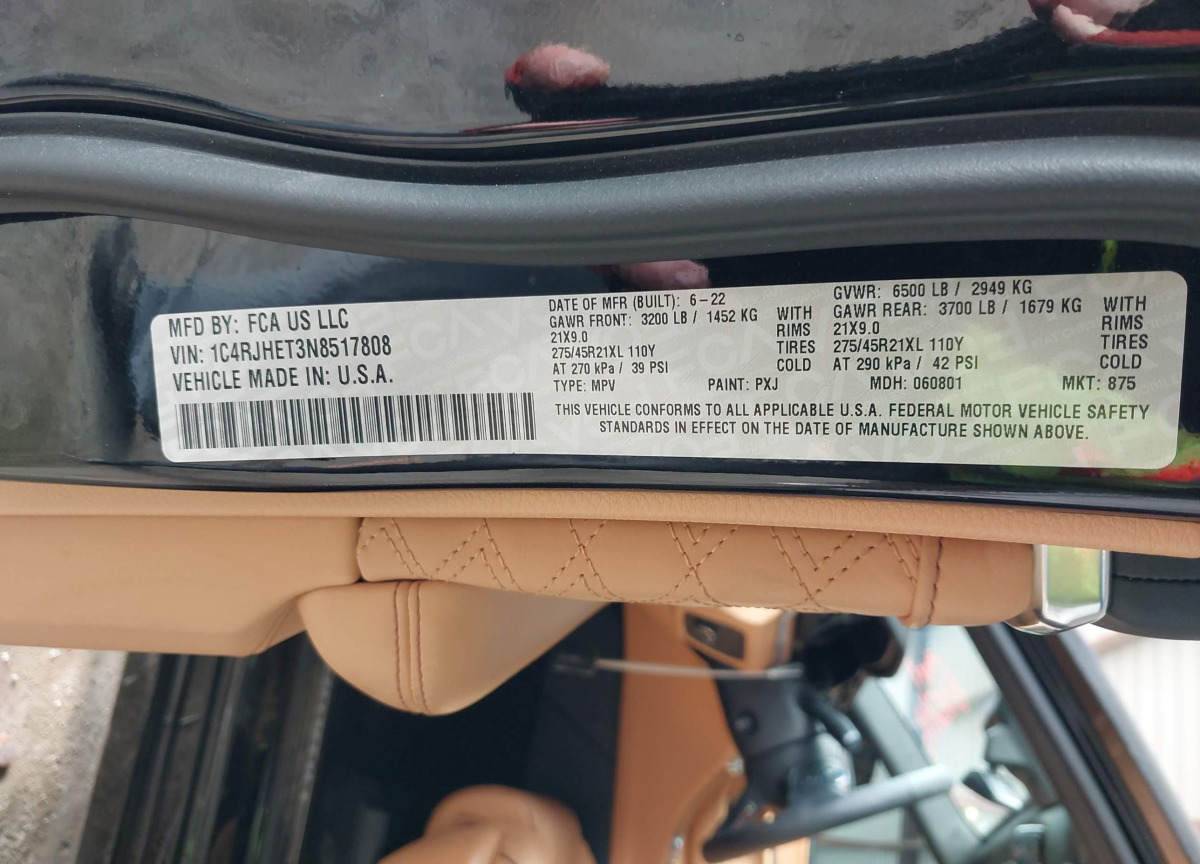 MFD BY: FCA US LLC
VIN: 1C4RJHET3N8517808
VEHICLE MADE IN: U.S.A.
DATE OF MFR (BUILT): 6-22
GAWR FRONT: 3200 LB / 1452 KG WITH
21X9.0 RIMS
275/45R21XL 110Y TIRES
AT 270 kPa / 39 PSI COLD
GVWR: 6500 LB / 2949 KG
GAWR REAR: 3700 LB / 1679 KG WITH
21X9.0 RIMS
275/45R21XL 110Y TIRES
AT 290 kPa / 42 PSI COLD
TYPE: MPV PAINT: PXJ MDH: 060801 MKT: 875
THIS VEHICLE CONFORMS TO ALL APPLICABLE U.S.A. FEDERAL MOTOR VEHICLE SAFETY
STANDARDS IN EFFECT ON THE DATE OF MANUFACTURE SHOWN ABOVE.